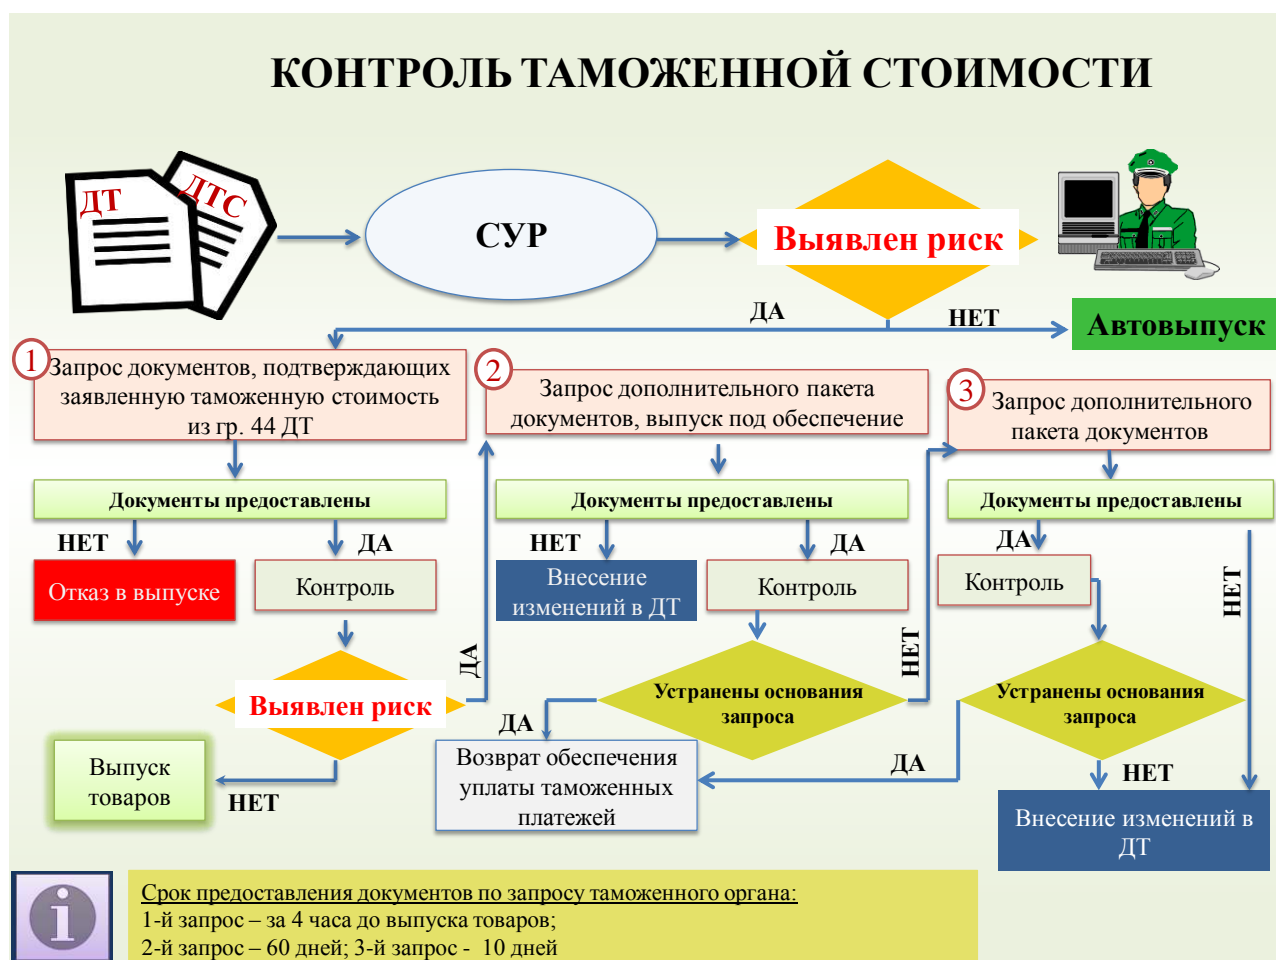 КОНТРОЛЬ ТАМОЖЕННОЙ СТОИМОСТИ
ДТ
ДТС
СУР
Выявлен риск
ДА
НЕТ
Автовыпуск
1
Запрос документов, подтверждающих
заявленную таможенную стоимость
из гр. 44 ДТ
2
Запрос дополнительного пакета
документов, выпуск под обеспечение
3
Запрос дополнительного
пакета документов
Документы предоставлены
Документы предоставлены
Документы предоставлены
НЕТ
ДА
НЕТ
ДА
ДА
НЕТ
Отказ в выпуске
Контроль
Внесение
изменений в ДТ
Контроль
Контроль
ДА
НЕТ
Выявлен риск
Устранены основания
запроса
Устранены основания
запроса
ДА
Выпуск
товаров
НЕТ
Возврат обеспечения
уплаты таможенных
платежей
ДА
НЕТ
Внесение изменений в
ДТ
Срок предоставления документов по запросу таможенного органа:
1-й запрос – за 4 часа до выпуска товаров;
2-й запрос – 60 дней; 3-й запрос - 10 дней